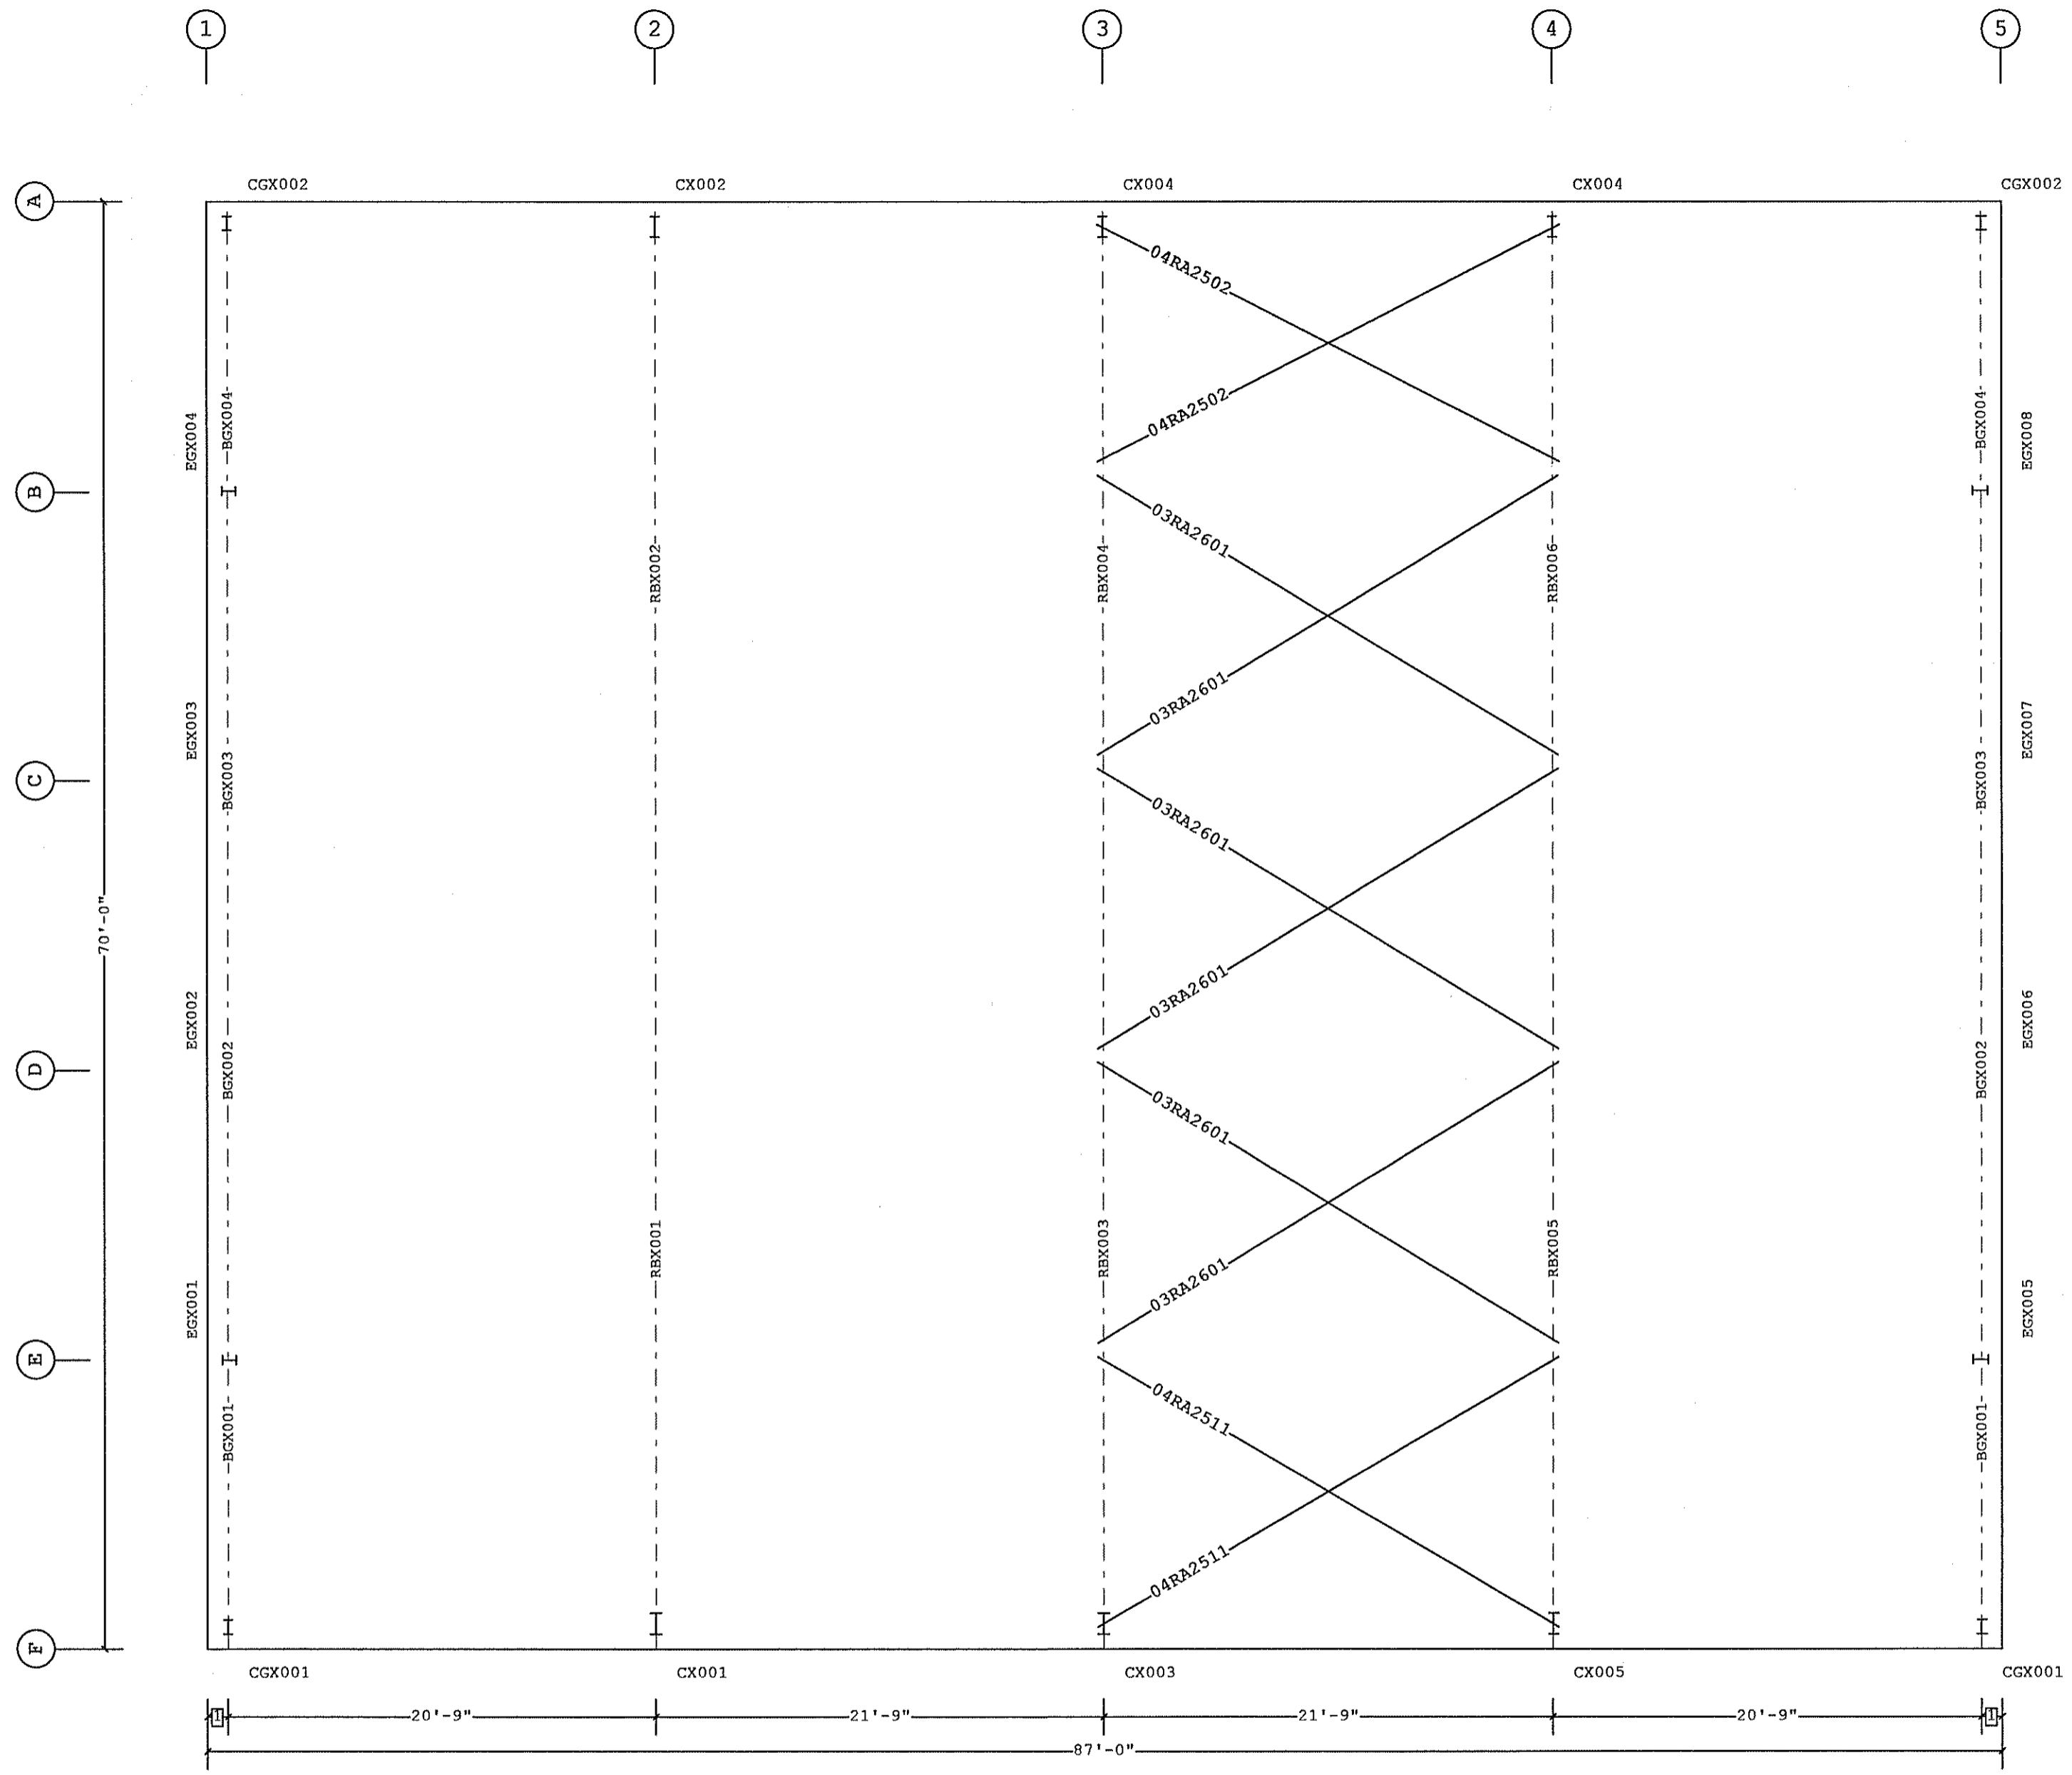 1 2 3 4 5
CGX002 CX002 CX004 CX004 CGX002
A
04RA2502
04RA2502
EGX004 BGX004 BGX004 EGX008
B
03RA2601
RBX002 RBX004 RBX006
03RA2601
EGX003 BGX003 BGX003 EGX007
C
03RA2601
70'-0"
03RA2601
EGX002 BGX002 BGX002 EGX006
D
03RA2601
RBX001 RBX003 RBX005
03RA2601
EGX001 EGX005
E
04RA2511
BGX001 BGX001
04RA2511
F
CGX001 CX001 CX003 CX005 CGX001
1 20'-9" 21'-9" 21'-9" 20'-9" 1
87'-0"